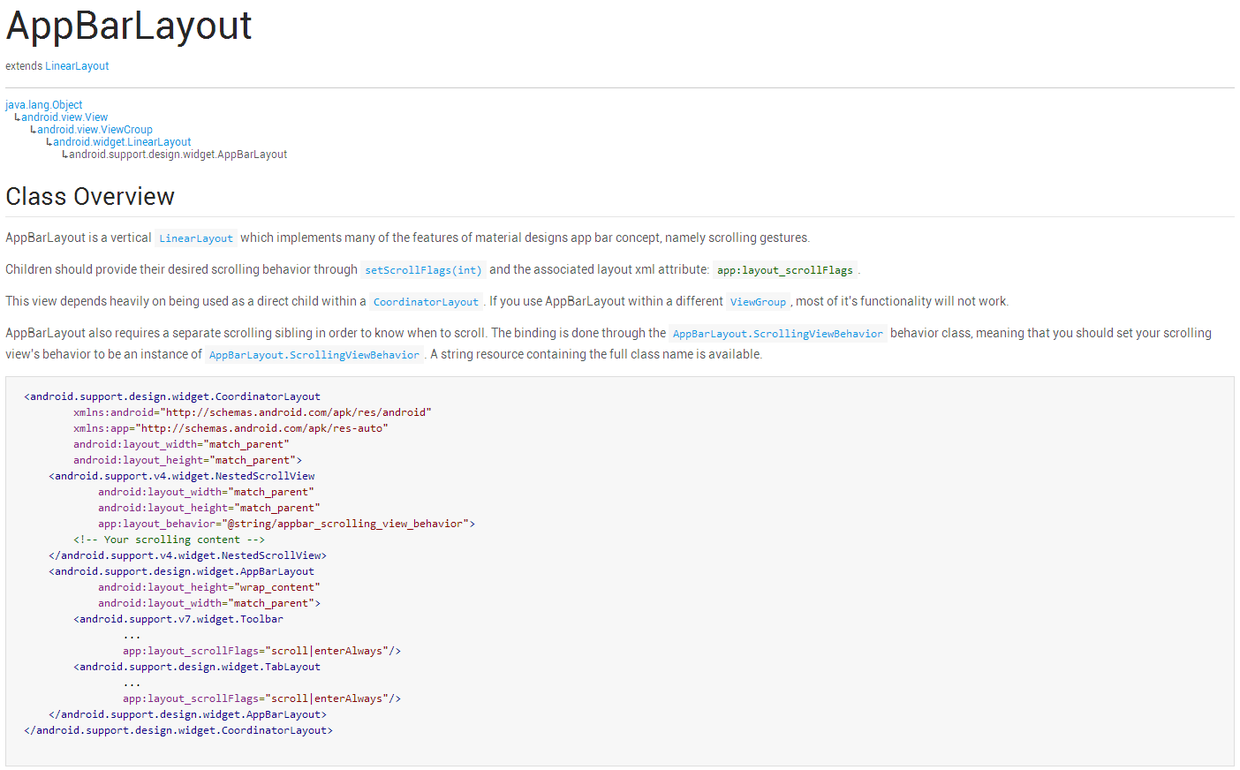 AppBarLayout
extends LinearLayout
java.lang.Object
↳android.view.View
↳android.view.ViewGroup
↳android.widget.LinearLayout
↳android.support.design.widget.AppBarLayout
Class Overview
AppBarLayout is a vertical LinearLayout which implements many of the features of material designs app bar concept, namely scrolling gestures.
Children should provide their desired scrolling behavior through setScrollFlags(int) and the associated layout xml attribute: app:layout_scrollFlags.
This view depends heavily on being used as a direct child within a CoordinatorLayout. If you use AppBarLayout within a different ViewGroup, most of it's functionality will not work.
AppBarLayout also requires a separate scrolling sibling in order to know when to scroll. The binding is done through the AppBarLayout.ScrollingViewBehavior behavior class, meaning that you should set your scrolling
view's behavior to be an instance of AppBarLayout.ScrollingViewBehavior. A string resource containing the full class name is available.
<android.support.design.widget.CoordinatorLayout
xmlns:android="http://schemas.android.com/apk/res/android"
xmlns:app="http://schemas.android.com/apk/res-auto"
android:layout_width="match_parent"
android:layout_height="match_parent">
<android.support.v4.widget.NestedScrollView
android:layout_width="match_parent"
android:layout_height="match_parent"
app:layout_behavior="@string/appbar_scrolling_view_behavior">
<!-- Your scrolling content -->
</android.support.v4.widget.NestedScrollView>
<android.support.design.widget.AppBarLayout
android:layout_height="wrap_content"
android:layout_width="match_parent">
<android.support.v7.widget.Toolbar
...
app:layout_scrollFlags="scroll|enterAlways"/>
<android.support.design.widget.TabLayout
...
app:layout_scrollFlags="scroll|enterAlways"/>
</android.support.design.widget.AppBarLayout>
</android.support.design.widget.CoordinatorLayout>